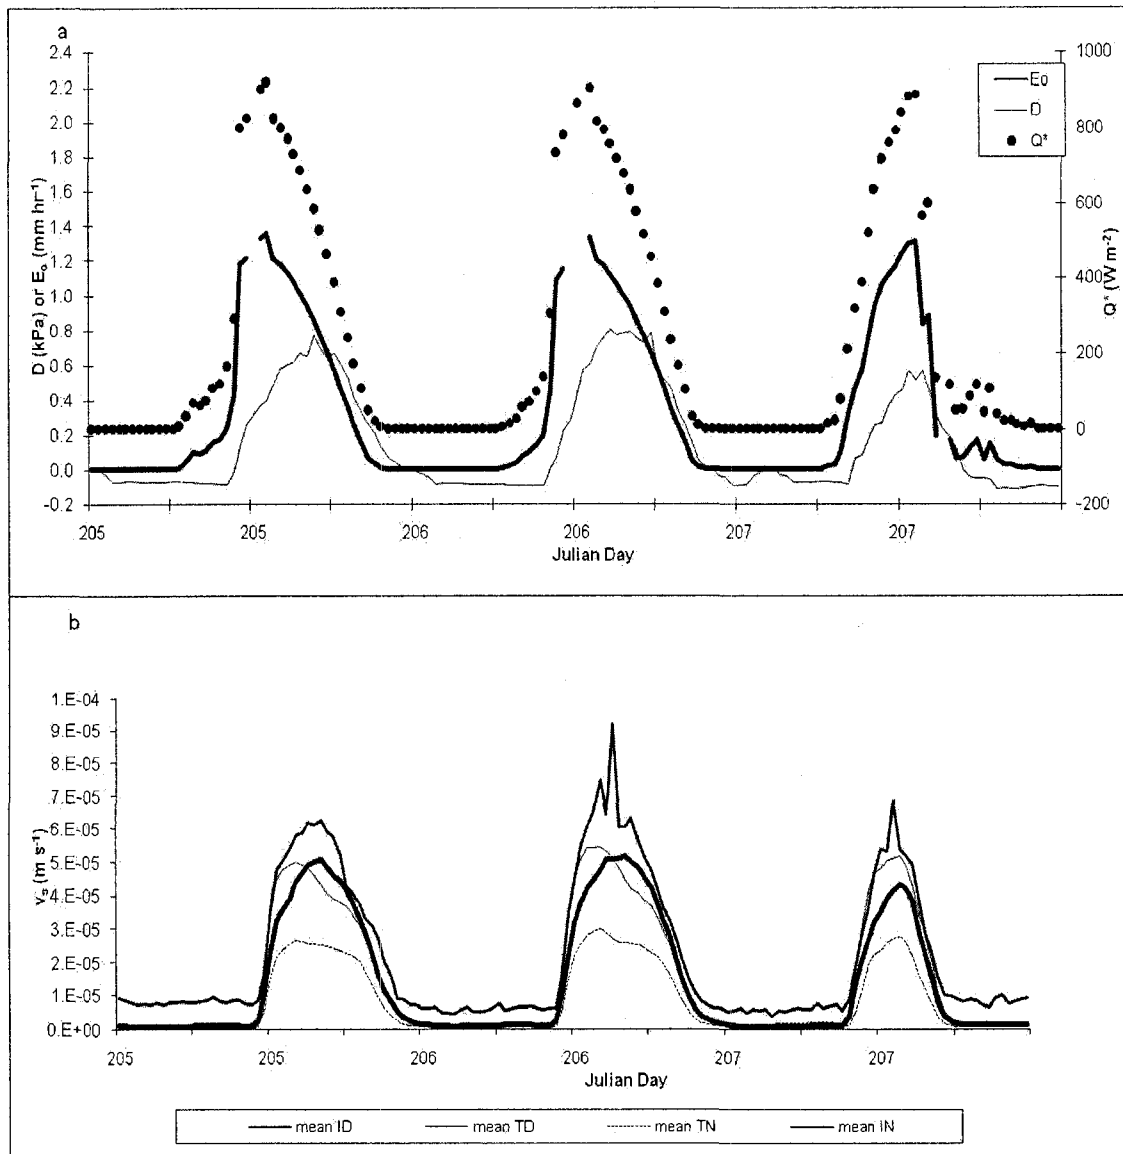 a
2.4
2.2
2.0
1.8
1.6
1.4
1.2
1.0
0.8
0.6
0.4
0.2
0.0
-0.2
D (kPa) or Eₒ (mm hr⁻¹)
1000
800
600
400
200
0
-200
Q* (W m⁻²)
Eo
D
Q*
205 205 206 206 207 207
Julian Day
b
1.E-04
9.E-05
8.E-05
7.E-05
6.E-05
5.E-05
4.E-05
3.E-05
2.E-05
1.E-05
0.E+00
vₛ (m s⁻¹)
205 205 206 206 207 207
Julian Day
mean ID mean TD mean TN mean IN